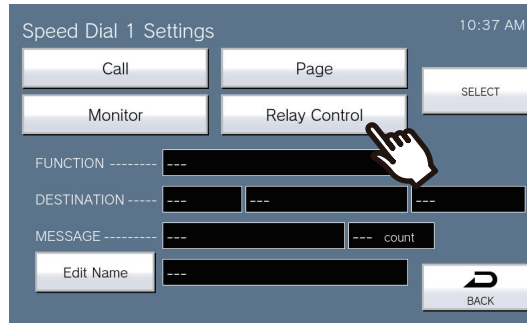 Speed Dial 1 Settings 10:37 AM
Call Page
SELECT
Monitor Relay Control
FUNCTION -------- ---
DESTINATION ----- --- --- ---
MESSAGE --------- --- --- count
Edit Name ---
BACK